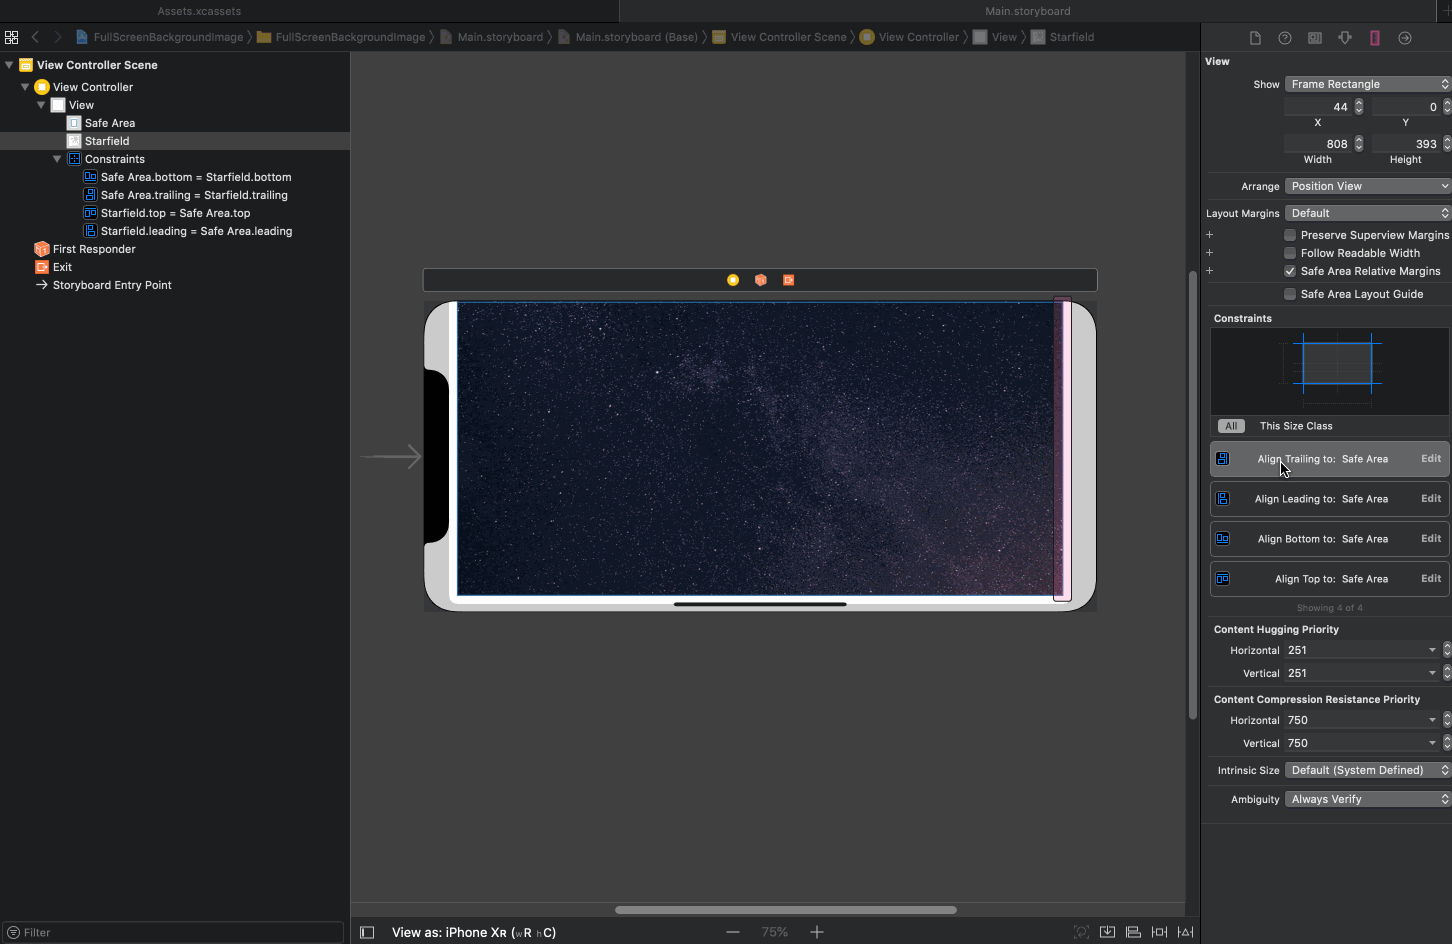 Assets.xcassets
Main.storyboard
FullScreenBackgroundImage
FullScreenBackgroundImage
Main.storyboard
Main.storyboard (Base)
View Controller Scene
View Controller
View
Starfield
View Controller Scene
View Controller
View
Safe Area
Starfield
Constraints
Safe Area.bottom = Starfield.bottom
Safe Area.trailing = Starfield.trailing
Starfield.top = Safe Area.top
Starfield.leading = Safe Area.leading
First Responder
Exit
Storyboard Entry Point
Filter
View as: iPhone XR (wR hC)
75%
View
Show Frame Rectangle
44 0
X Y
808 393
Width Height
Arrange Position View
Layout Margins Default
Preserve Superview Margins
Follow Readable Width
Safe Area Relative Margins
Safe Area Layout Guide
Constraints
All This Size Class
Align Trailing to: Safe Area Edit
Align Leading to: Safe Area Edit
Align Bottom to: Safe Area Edit
Align Top to: Safe Area Edit
Showing 4 of 4
Content Hugging Priority
Horizontal 251
Vertical 251
Content Compression Resistance Priority
Horizontal 750
Vertical 750
Intrinsic Size Default (System Defined)
Ambiguity Always Verify